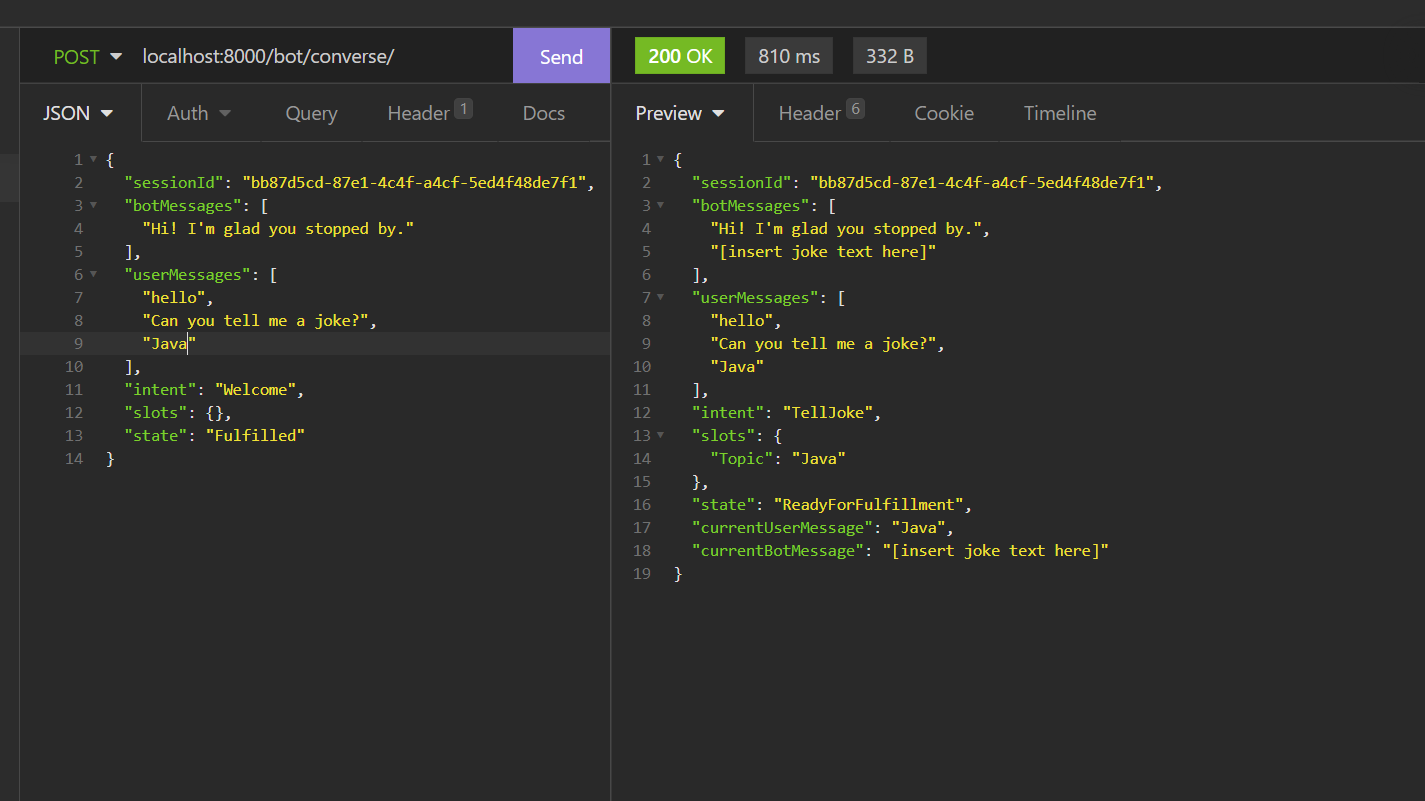 POST localhost:8000/bot/converse/ Send 200 OK 810 ms 332 B
JSON Auth Query Header 1 Docs Preview Header 6 Cookie Timeline
1 {
2 "sessionId": "bb87d5cd-87e1-4c4f-a4cf-5ed4f48de7f1",
3 "botMessages": [
4 "Hi! I'm glad you stopped by."
5 ],
6 "userMessages": [
7 "hello",
8 "Can you tell me a joke?",
9 "Java"
10 ],
11 "intent": "Welcome",
12 "slots": {},
13 "state": "Fulfilled"
14 }
1 {
2 "sessionId": "bb87d5cd-87e1-4c4f-a4cf-5ed4f48de7f1",
3 "botMessages": [
4 "Hi! I'm glad you stopped by.",
5 "[insert joke text here]"
6 ],
7 "userMessages": [
8 "hello",
9 "Can you tell me a joke?",
10 "Java"
11 ],
12 "intent": "TellJoke",
13 "slots": {
14 "Topic": "Java"
15 },
16 "state": "ReadyForFulfillment",
17 "currentUserMessage": "Java",
18 "currentBotMessage": "[insert joke text here]"
19 }